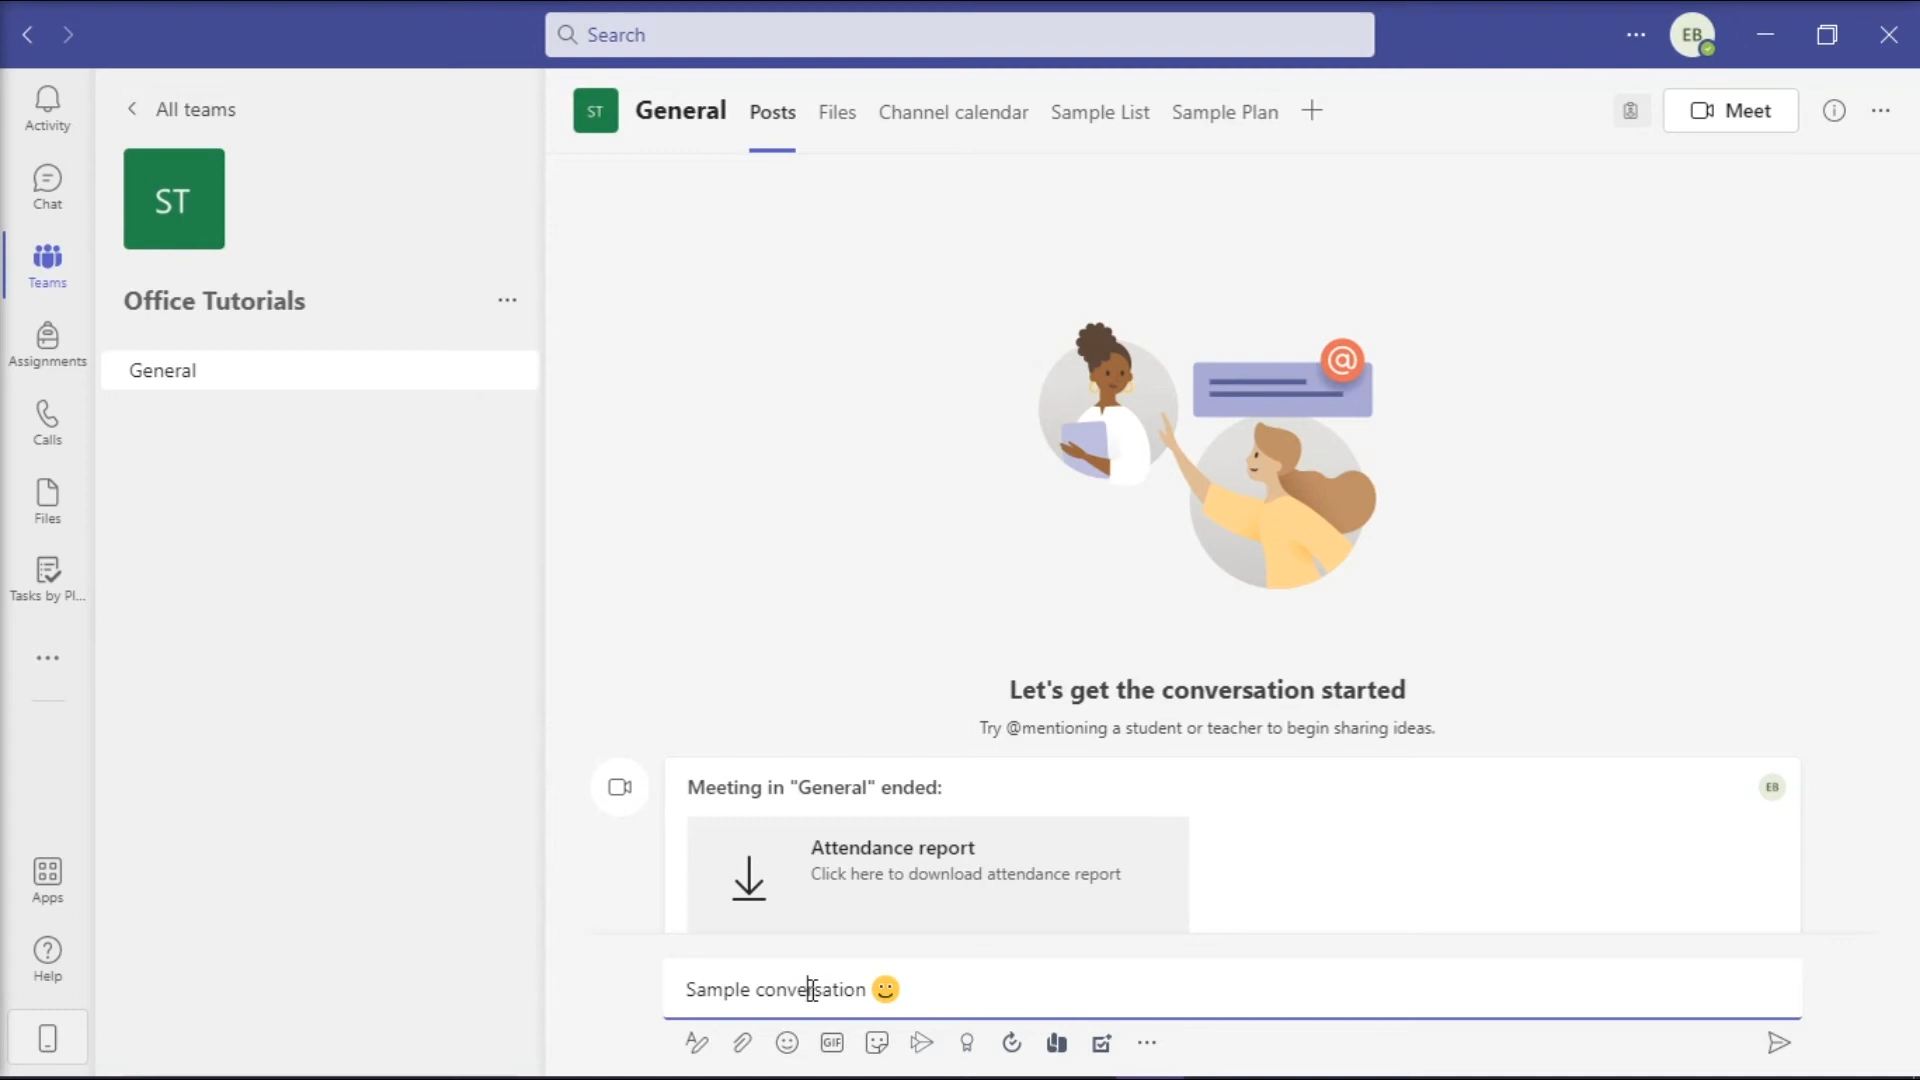 Search
EB
Activity
Chat
Teams
Assignments
Calls
Files
Tasks by Pl...
Apps
Help
All teams
ST
Office Tutorials
General
ST
General
Posts
Files
Channel calendar
Sample List
Sample Plan
Meet
@
Let's get the conversation started
Try @mentioning a student or teacher to begin sharing ideas.
Meeting in "General" ended:
EB
Attendance report
Click here to download attendance report
Sample conversation 🙂
GIF